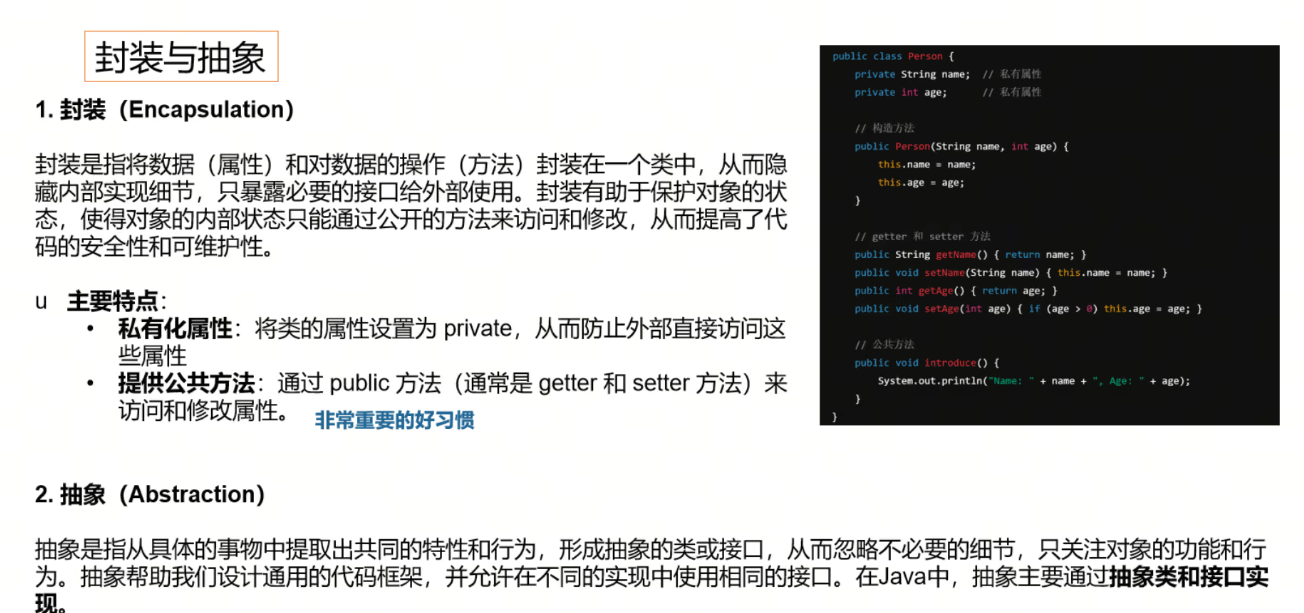 封装与抽象
1. 封装（Encapsulation）
封装是指将数据（属性）和对数据的操作（方法）封装在一个类中，从而隐
藏内部实现细节，只暴露必要的接口给外部使用。封装有助于保护对象的状
态，使得对象的内部状态只能通过公开的方法来访问和修改，从而提高了代
码的安全性和可维护性。
u 主要特点：
• 私有化属性：将类的属性设置为 private，从而防止外部直接访问这
些属性
• 提供公共方法：通过 public 方法（通常是 getter 和 setter 方法）来
访问和修改属性。
非常重要的好习惯
public class Person {
private String name; // 私有属性
private int age; // 私有属性
// 构造方法
public Person(String name, int age) {
this.name = name;
this.age = age;
}
// getter 和 setter 方法
public String getName() { return name; }
public void setName(String name) { this.name = name; }
public int getAge() { return age; }
public void setAge(int age) { if (age > 0) this.age = age; }
// 公共方法
public void introduce() {
System.out.println("Name: " + name + ", Age: " + age);
}
}
2. 抽象（Abstraction）
抽象是指从具体的事物中提取出共同的特性和行为，形成抽象的类或接口，从而忽略不必要的细节，只关注对象的功能和行
为。抽象帮助我们设计通用的代码框架，并允许在不同的实现中使用相同的接口。在Java中，抽象主要通过抽象类和接口实
现。